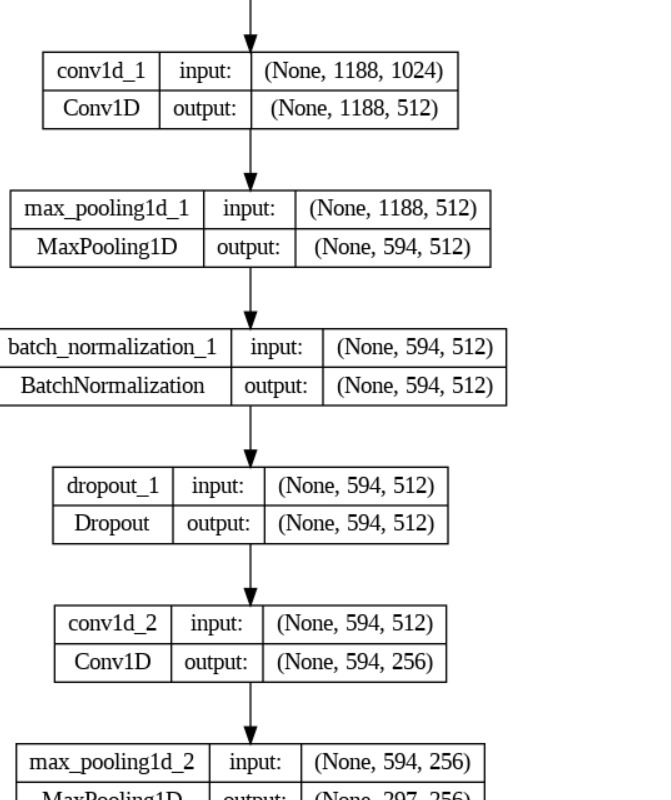 conv1d_1 input: (None, 1188, 1024)
Conv1D output: (None, 1188, 512)
max_pooling1d_1 input: (None, 1188, 512)
MaxPooling1D output: (None, 594, 512)
batch_normalization_1 input: (None, 594, 512)
BatchNormalization output: (None, 594, 512)
dropout_1 input: (None, 594, 512)
Dropout output: (None, 594, 512)
conv1d_2 input: (None, 594, 512)
Conv1D output: (None, 594, 256)
max_pooling1d_2 input: (None, 594, 256)
MaxPooling1D output: (None, 297, 256)